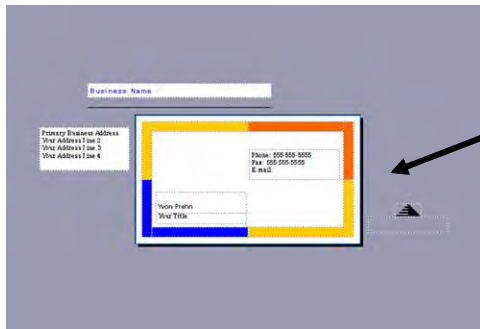 Business Name
Primary Business Address
Your Address Line 2
Your Address Line 3
Your Address Line 4
Phone: 555-555-5555
Fax: 555-555-5555
E-mail:
Yvon Prehn
Your Title